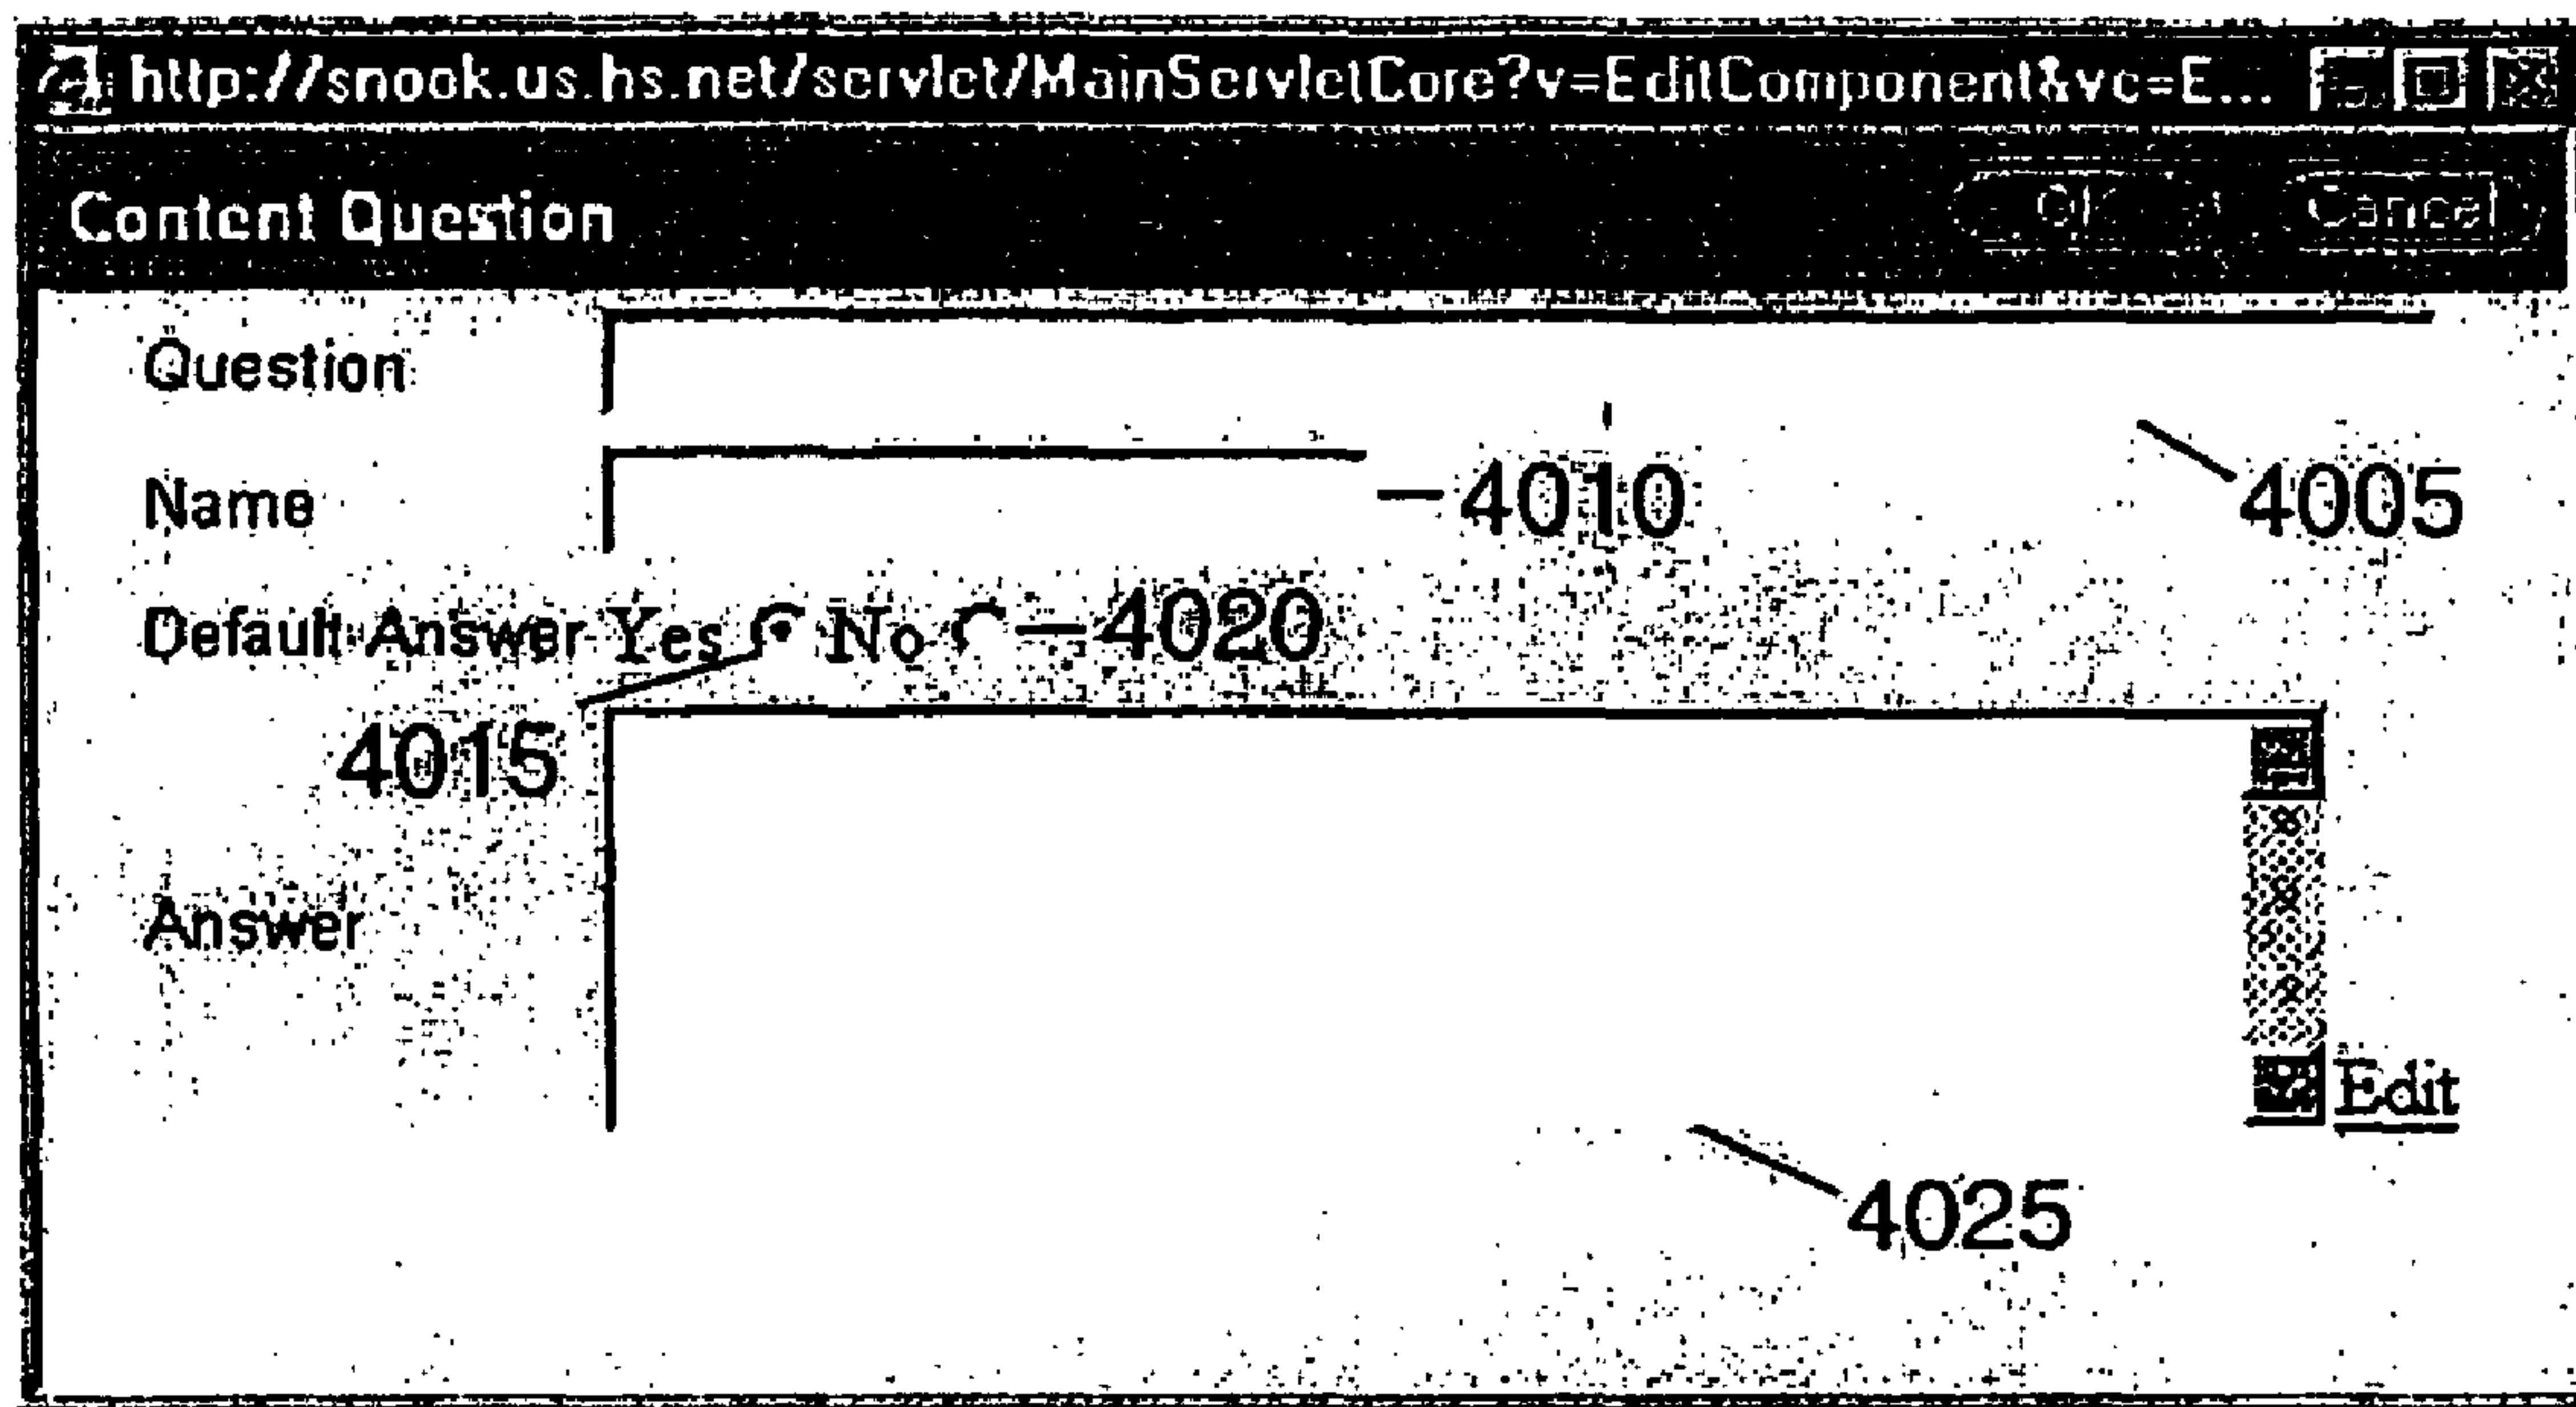 http://snook.us.hs.net/servlet/MainServletCore?v=EditComponent&vc=E...
Content Question Ok Cancel
Question
4005
Name 4010
Default Answer Yes No 4020
4015
Answer
Edit
4025